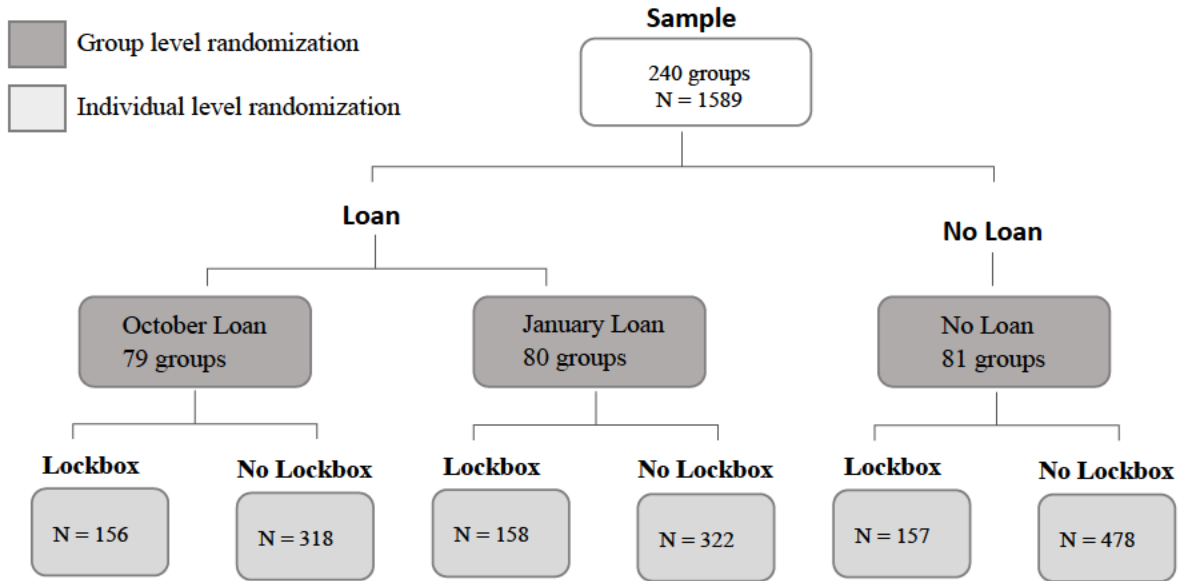 Sample
Group level randomization
240 groups
N = 1589
Individual level randomization
Loan
No Loan
October Loan
79 groups
January Loan
80 groups
No Loan
81 groups
Lockbox
No Lockbox
Lockbox
No Lockbox
Lockbox
No Lockbox
N = 156
N = 318
N = 158
N = 322
N = 157
N = 478